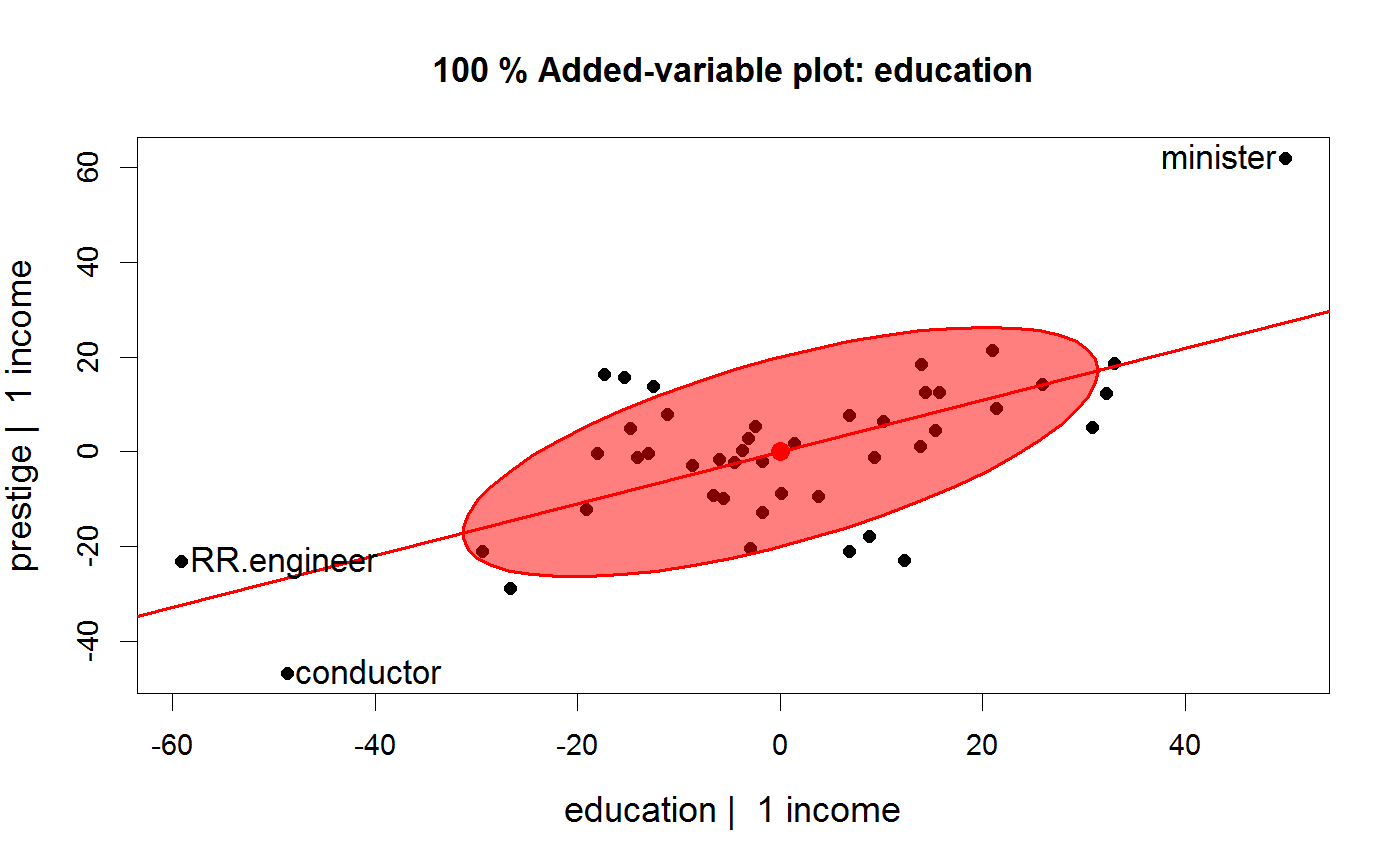 100 % Added-variable plot: education
minister
RR.engineer
conductor
60
40
20
0
-20
-40
prestige |  1 income
-60 -40 -20 0 20 40
education |  1 income